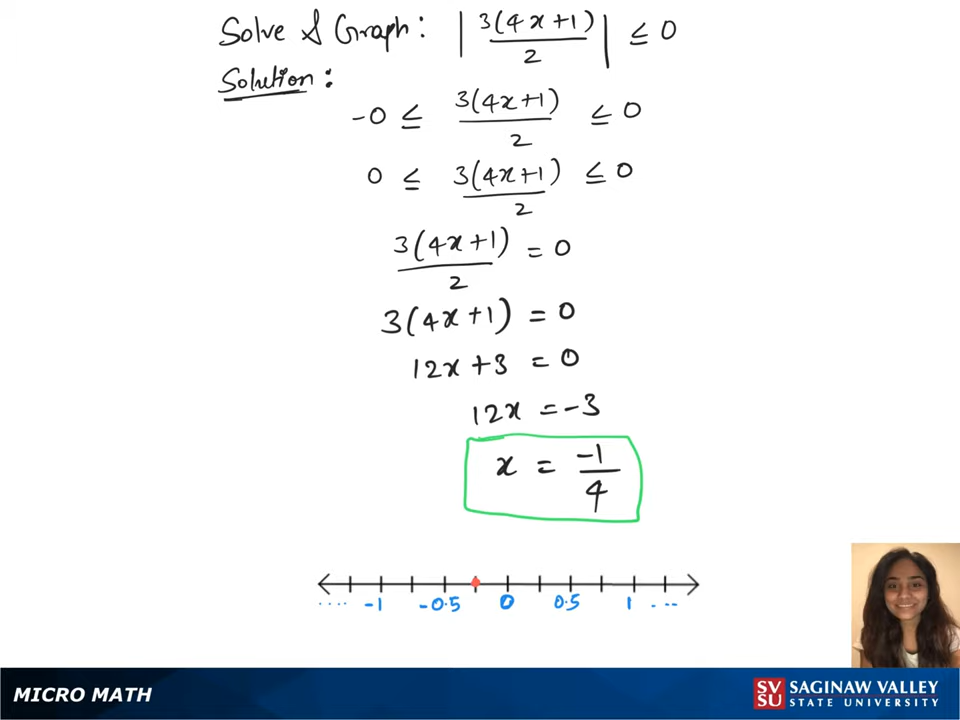 Solve & Graph: | 3(4x+1)/2 | ≤ 0
Solution:
-0 ≤ 3(4x+1)/2 ≤ 0
0 ≤ 3(4x+1)/2 ≤ 0
3(4x+1)/2 = 0
3(4x+1) = 0
12x+3 = 0
12x = -3
x = -1/4
.... -1 -0.5 0 0.5 1 ....
MICRO MATH
SV SU SAGINAW VALLEY
STATE UNIVERSITY